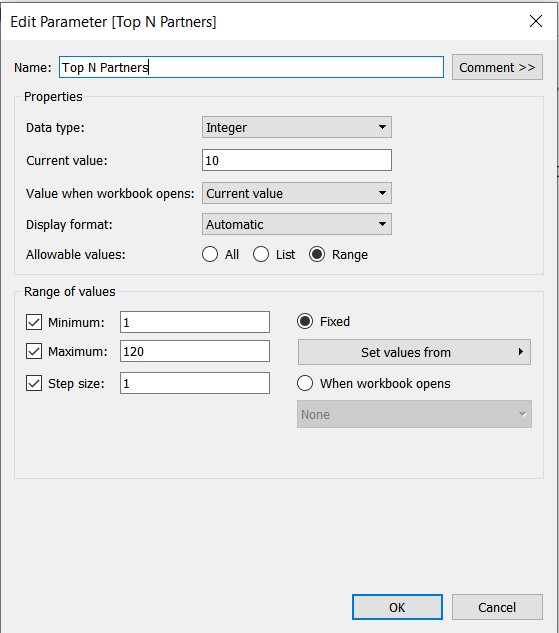 Edit Parameter [Top N Partners]
Name: Top N Partners Comment >>
Properties
Data type: Integer
Current value: 10
Value when workbook opens: Current value
Display format: Automatic
Allowable values: All List Range
Range of values
Minimum: 1 Fixed
Maximum: 120 Set values from
Step size: 1 When workbook opens
None
OK Cancel